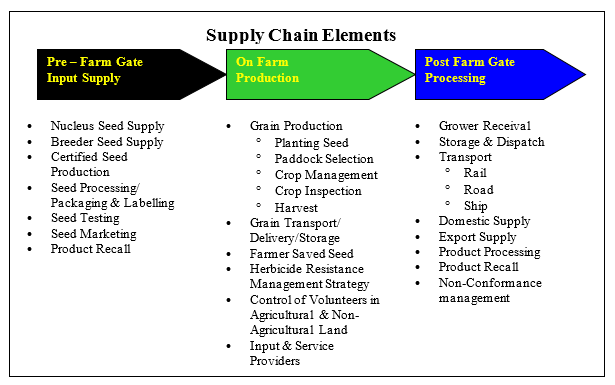 Supply Chain Elements
Pre – Farm Gate
Input Supply
• Nucleus Seed Supply
• Breeder Seed Supply
• Certified Seed
Production
• Seed Processing/
Packaging & Labelling
• Seed Testing
• Seed Marketing
• Product Recall
On Farm
Production
• Grain Production
° Planting Seed
° Paddock Selection
° Crop Management
° Crop Inspection
° Harvest
• Grain Transport/
Delivery/Storage
• Farmer Saved Seed
• Herbicide Resistance
Management Strategy
• Control of Volunteers in
Agricultural & Non-
Agricultural Land
• Input & Service
Providers
Post Farm Gate
Processing
• Grower Receival
• Storage & Dispatch
• Transport
° Rail
° Road
° Ship
• Domestic Supply
• Export Supply
• Product Processing
• Product Recall
• Non-Conformance
management